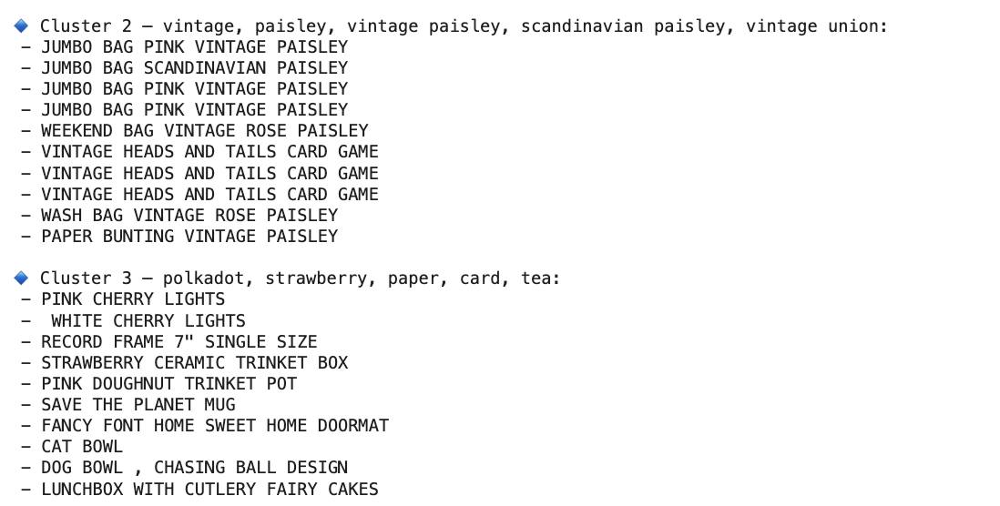 🔷 Cluster 2 – vintage, paisley, vintage paisley, scandinavian paisley, vintage union:
– JUMBO BAG PINK VINTAGE PAISLEY
– JUMBO BAG SCANDINAVIAN PAISLEY
– JUMBO BAG PINK VINTAGE PAISLEY
– JUMBO BAG PINK VINTAGE PAISLEY
– WEEKEND BAG VINTAGE ROSE PAISLEY
– VINTAGE HEADS AND TAILS CARD GAME
– VINTAGE HEADS AND TAILS CARD GAME
– VINTAGE HEADS AND TAILS CARD GAME
– WASH BAG VINTAGE ROSE PAISLEY
– PAPER BUNTING VINTAGE PAISLEY
🔷 Cluster 3 – polkadot, strawberry, paper, card, tea:
– PINK CHERRY LIGHTS
–  WHITE CHERRY LIGHTS
– RECORD FRAME 7" SINGLE SIZE
– STRAWBERRY CERAMIC TRINKET BOX
– PINK DOUGHNUT TRINKET POT
– SAVE THE PLANET MUG
– FANCY FONT HOME SWEET HOME DOORMAT
– CAT BOWL
– DOG BOWL , CHASING BALL DESIGN
– LUNCHBOX WITH CUTLERY FAIRY CAKES